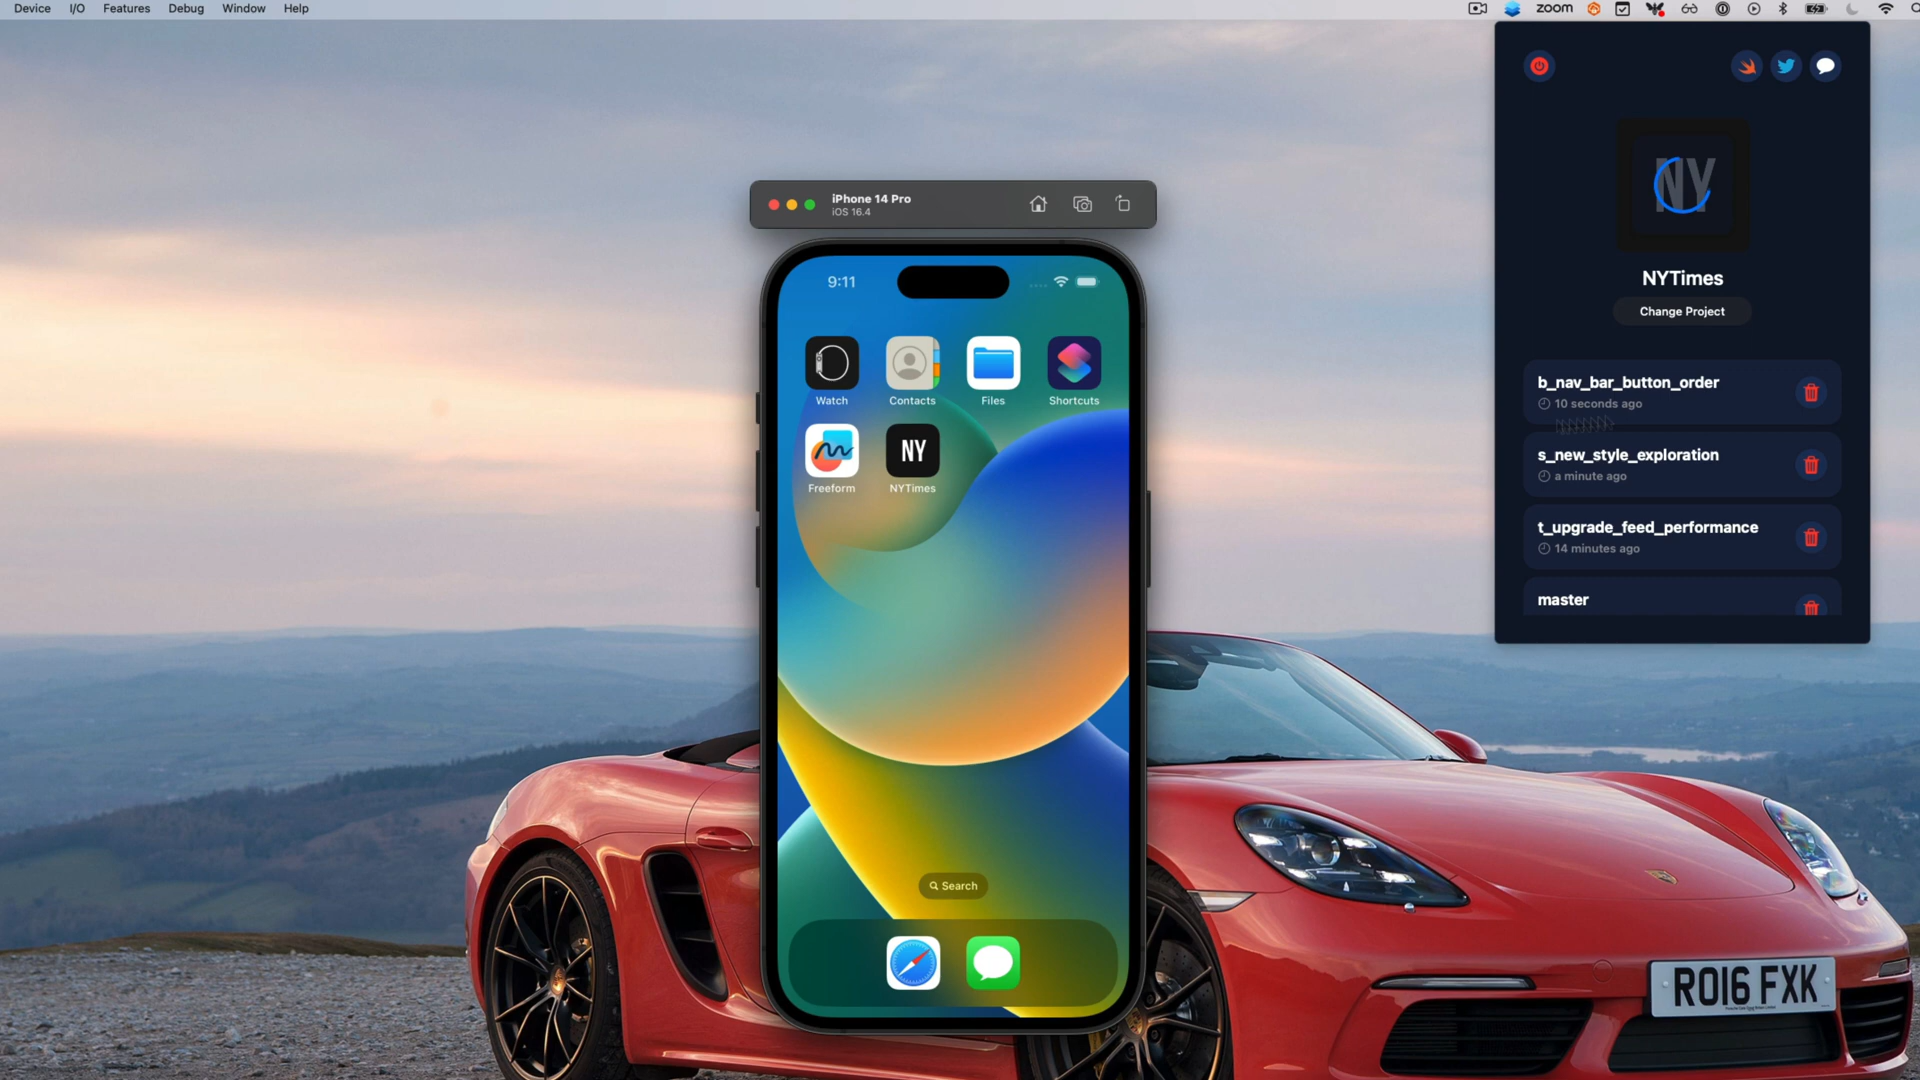 Device I/O Features Debug Window Help
zoom
iPhone 14 Pro
iOS 16.4
9:11
Watch Contacts Files Shortcuts
NY
Freeform NYTimes
Search
NY
NYTimes
Change Project
b_nav_bar_button_order
10 seconds ago
s_new_style_exploration
a minute ago
t_upgrade_feed_performance
14 minutes ago
master
RO16 FXK